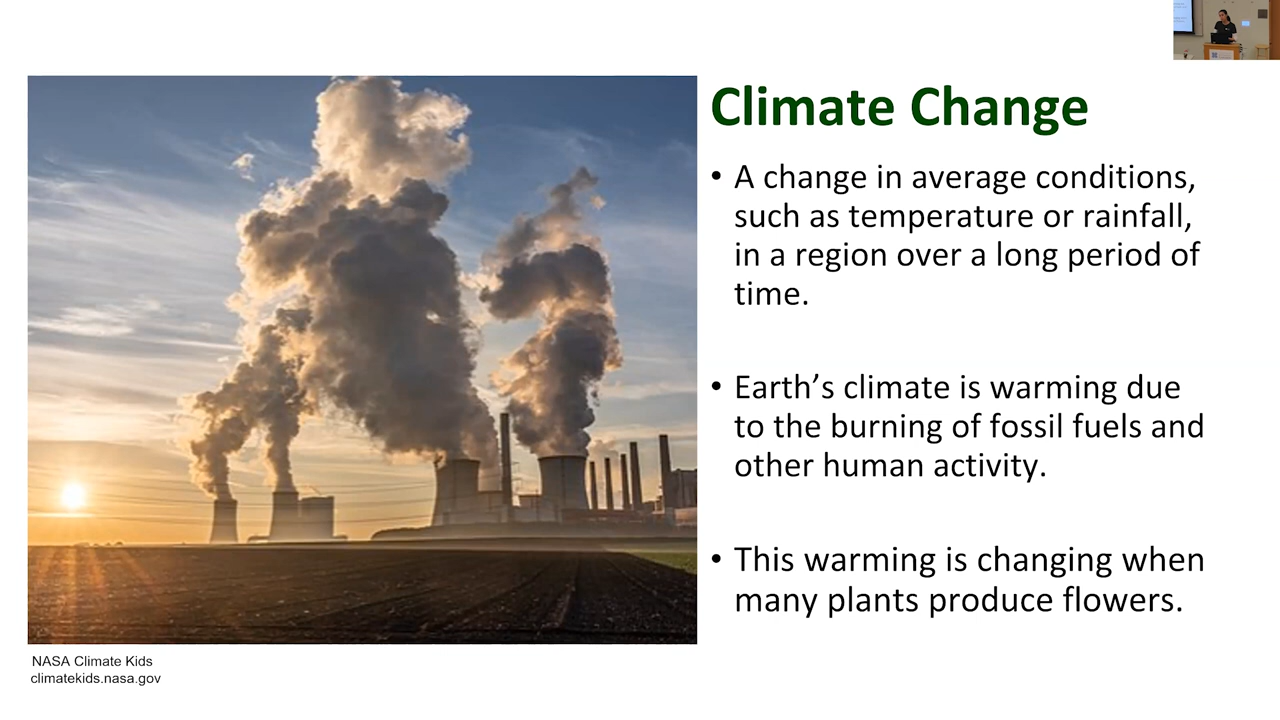 Climate Change
• A change in average conditions,
such as temperature or rainfall,
in a region over a long period of
time.
• Earth’s climate is warming due
to the burning of fossil fuels and
other human activity.
• This warming is changing when
many plants produce flowers.
NASA Climate Kids
climatekids.nasa.gov